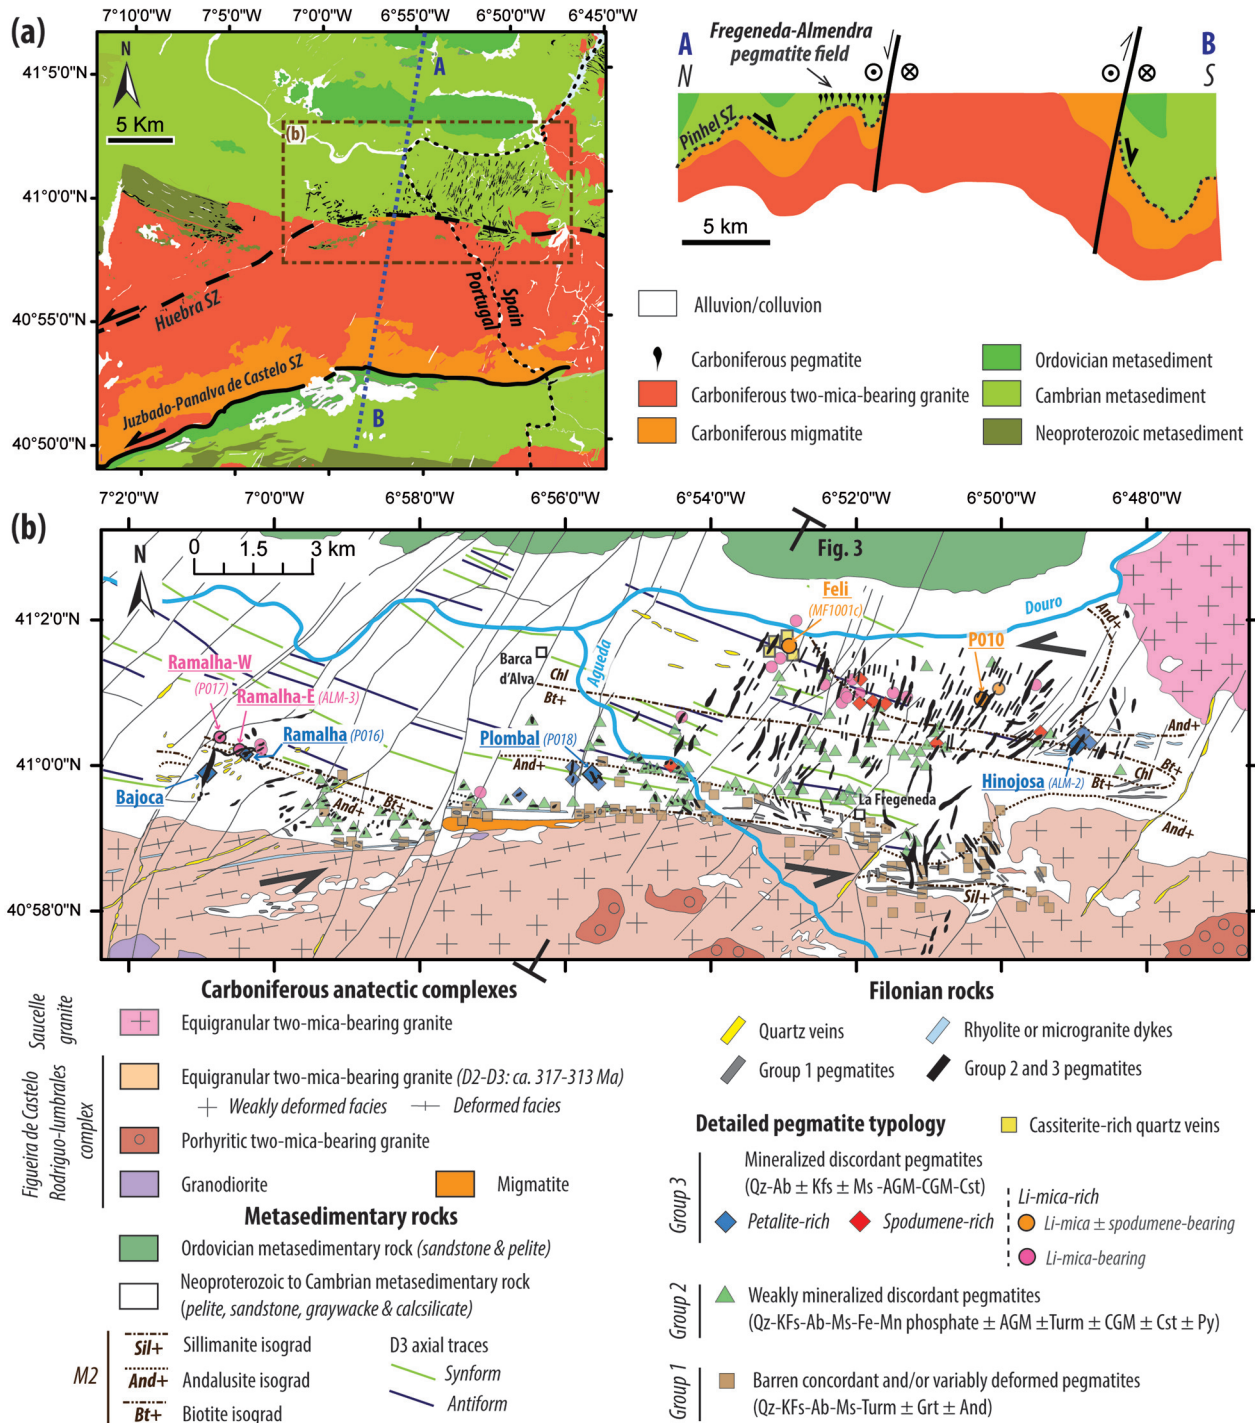 (a)
7°10'0"W 7°5'0"W 7°0'0"W 6°55'0"W 6°50'0"W 6°45'0"W
41°5'0"N
41°0'0"N
40°55'0"N
40°50'0"N
N
5 Km
A
(b)
Huebra SZ
Portugal
Spain
Juzbado-Panalva de Castelo SZ
B
A
N
Fregeneda-Almendra
pegmatite field
B
S
Pinhel SZ
5 km
Alluvion/colluvion
Carboniferous pegmatite
Carboniferous two-mica-bearing granite
Carboniferous migmatite
Ordovician metasediment
Cambrian metasediment
Neoproterozoic metasediment
(b)
7°2'0"W 7°0'0"W 6°58'0"W 6°56'0"W 6°54'0"W 6°52'0"W 6°50'0"W 6°48'0"W
41°2'0"N
41°0'0"N
40°58'0"N
N
0 1.5 3 km
Fig. 3
Feli
(MF1001c)
Douro
P010
And+
Ramalha-W
(P017)
Ramalha-E (ALM-3)
Ramalha (P016)
Bajoca
Barca
d'Alva
Agueda
Chl
Bt+
Plombal (P018)
And+
Bt+
And+
And+
Bt+
Chl
Bt+
Hinojosa (ALM-2)
And+
La Fregeneda
Sil+
Carboniferous anatectic complexes
Saucelle
granite
Equigranular two-mica-bearing granite
Figueira de Castelo
Rodriguo-lumbrales
complex
Equigranular two-mica-bearing granite (D2-D3: ca. 317-313 Ma)
Weakly deformed facies
Deformed facies
Porhyritic two-mica-bearing granite
Granodiorite
Migmatite
Metasedimentary rocks
Ordovician metasedimentary rock (sandstone & pelite)
Neoproterozoic to Cambrian metasedimentary rock
(pelite, sandstone, graywacke & calcsilicate)
M2
Sil+ Sillimanite isograd
And+ Andalusite isograd
Bt+ Biotite isograd
D3 axial traces
Synform
Antiform
Filonian rocks
Quartz veins
Rhyolite or microgranite dykes
Group 1 pegmatites
Group 2 and 3 pegmatites
Detailed pegmatite typology
Cassiterite-rich quartz veins
Group 3
Mineralized discordant pegmatites
(Qz-Ab ± Kfs ± Ms -AGM-CGM-Cst)
Petalite-rich
Spodumene-rich
Li-mica-rich
Li-mica ± spodumene-bearing
Li-mica-bearing
Group 2
Weakly mineralized discordant pegmatites
(Qz-KFs-Ab-Ms-Fe-Mn phosphate ± AGM ±Turm ± CGM ± Cst ± Py)
Group 1
Barren concordant and/or variably deformed pegmatites
(Qz-KFs-Ab-Ms-Turm ± Grt ± And)